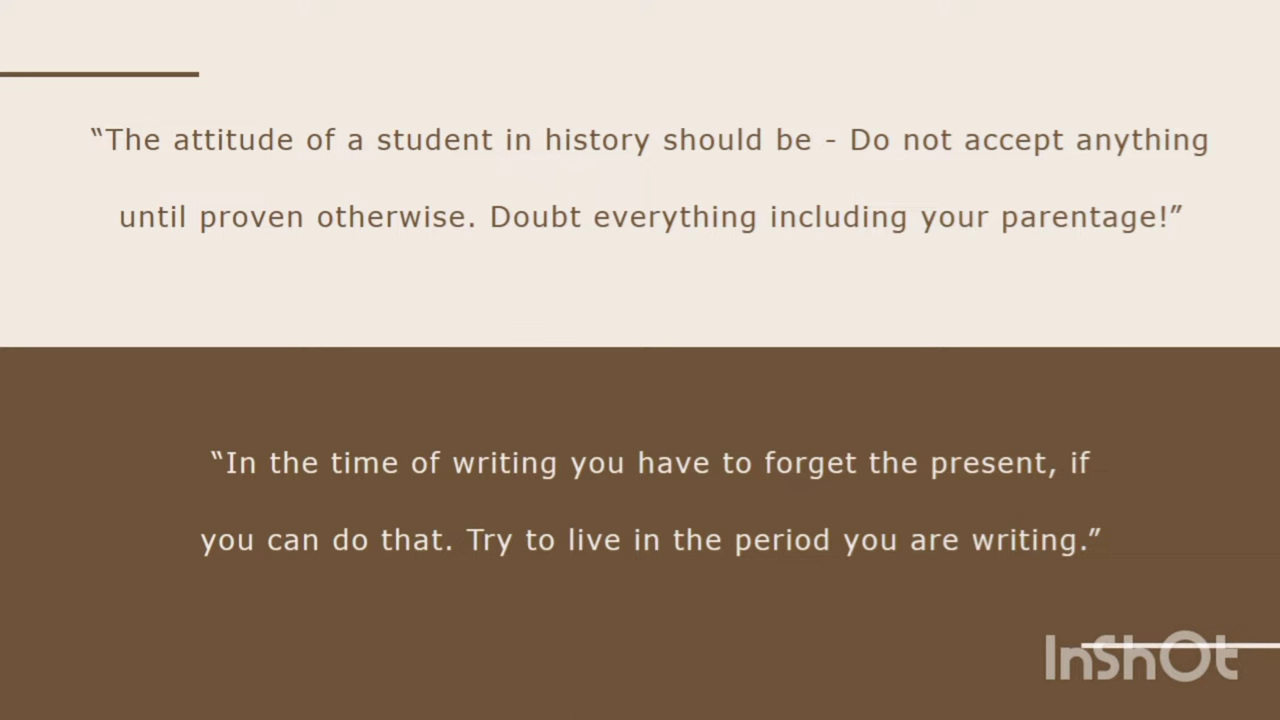 “The attitude of a student in history should be - Do not accept anything
until proven otherwise. Doubt everything including your parentage!”
“In the time of writing you have to forget the present, if
you can do that. Try to live in the period you are writing.”
InShOt